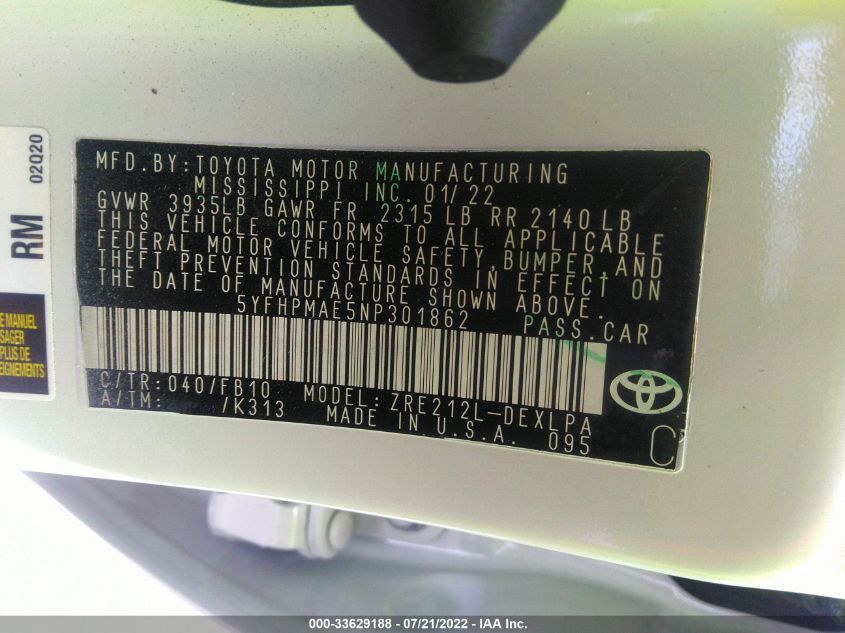 MFD.BY:TOYOTA MOTOR MANUFACTURING
MISSISSIPPI INC. 01/22
GVWR 3935LB GAWR FR 2315 LB RR 2140 LB
THIS VEHICLE CONFORMS TO ALL APPLICABLE
FEDERAL MOTOR VEHICLE SAFETY, BUMPER, AND
THEFT PREVENTION STANDARDS IN EFFECT ON
THE DATE OF MANUFACTURE SHOWN ABOVE.
5YFHPMAE5NP301862 PASS.CAR
C/TR: 040/FB10 MODEL: ZRE212L-DEXLPA
A/TM: /K313 MADE IN U.S.A. 095
C
RM 02Q20
E MANUEL
SAGER
PLUS DE
EIGNEMENTS
000-33629188 / 07/21/2022 - IAA Inc.